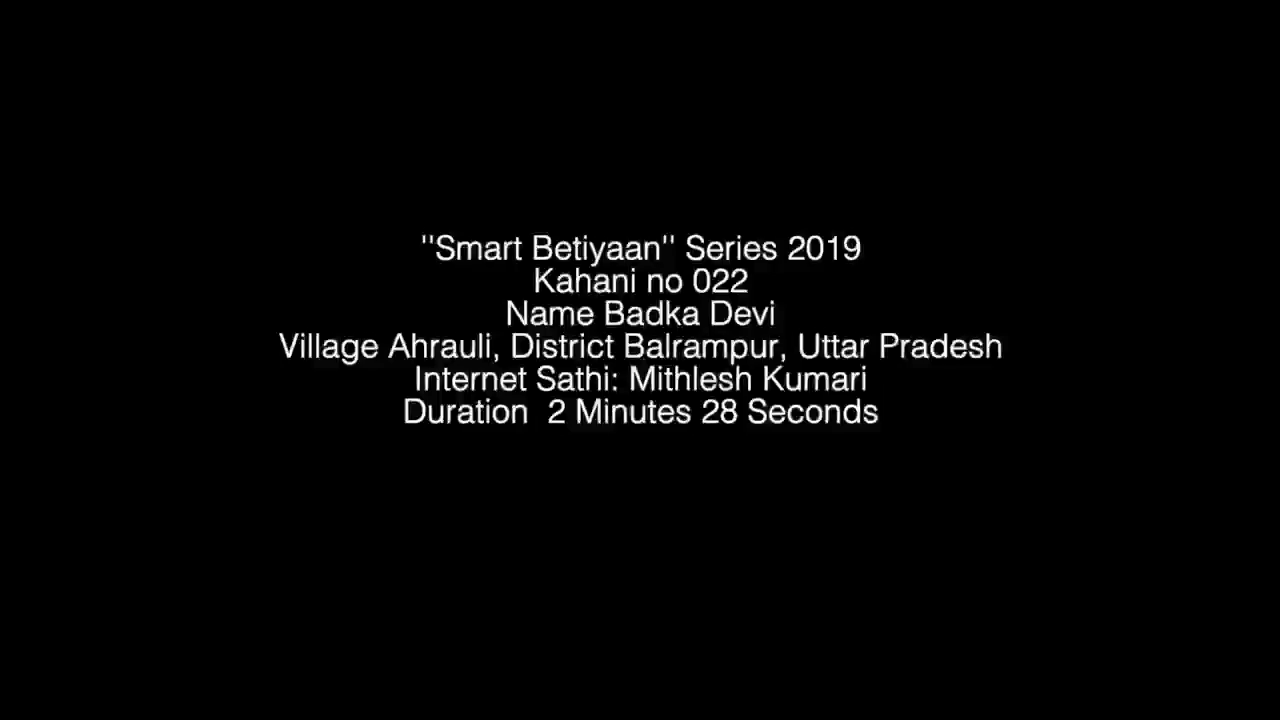 "Smart Betiyaan" Series 2019
Kahani no 022
Name Badka Devi
Village Ahrauli, District Balrampur, Uttar Pradesh
Internet Sathi: Mithlesh Kumari
Duration  2 Minutes 28 Seconds